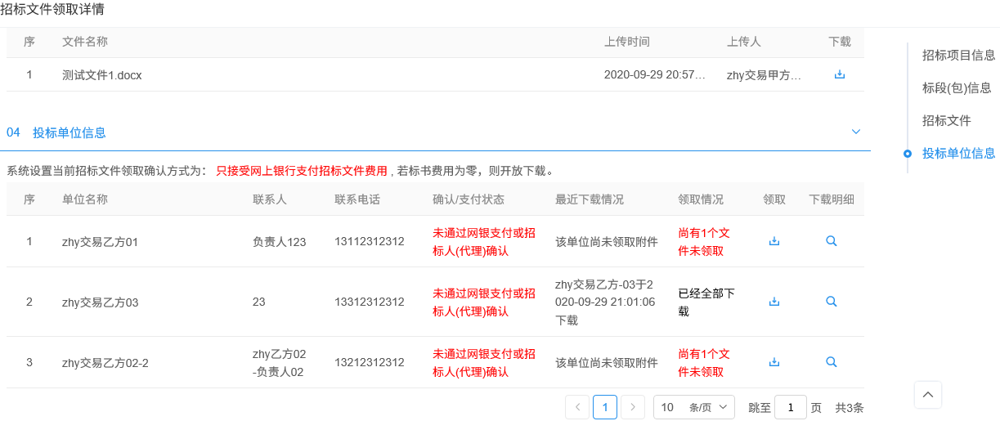 招标文件领取详情
序 文件名称 上传时间 上传人 下载
1 测试文件1.docx 2020-09-29 20:57... zhy交易甲方...
招标项目信息
标段(包)信息
招标文件
投标单位信息
04 投标单位信息
系统设置当前招标文件领取确认方式为： 只接受网上银行支付招标文件费用 , 若标书费用为零，则开放下载。
序 单位名称 联系人 联系电话 确认/支付状态 最近下载情况 领取情况 领取 下载明细
1 zhy交易乙方01 负责人123 13112312312 未通过网银支付或招 该单位尚未领取附件 尚有1个文
标人(代理)确认 件未领取
2 zhy交易乙方03 23 13312312312 未通过网银支付或招 zhy交易乙方-03于2 已经全部下
标人(代理)确认 020-09-29 21:01:06 载
下载
3 zhy交易乙方02-2 zhy乙方02 13212312312 未通过网银支付或招 该单位尚未领取附件 尚有1个文
-负责人02 标人(代理)确认 件未领取
1 10 条/页 跳至 1 页 共3条